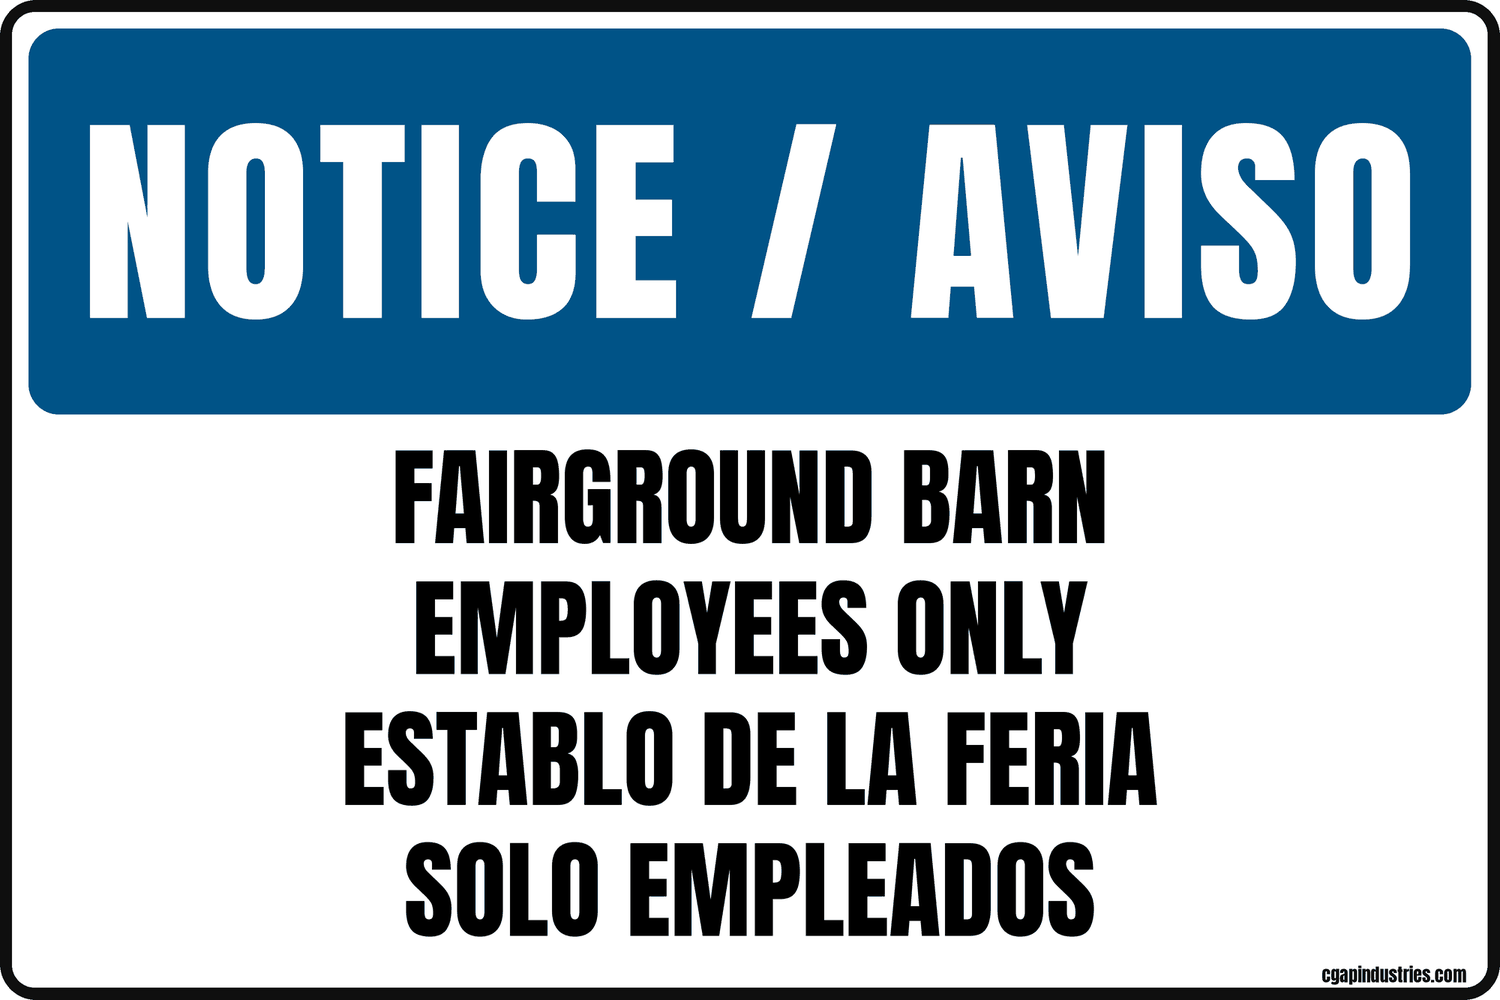 NOTICE / AVISO
FAIRGROUND BARN
EMPLOYEES ONLY
ESTABLO DE LA FERIA
SOLO EMPLEADOS
cgapindustries.com